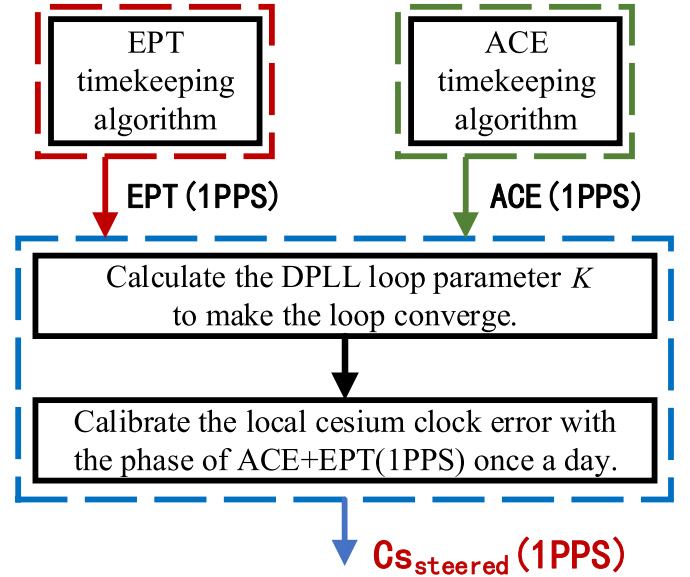 EPT
timekeeping
algorithm
ACE
timekeeping
algorithm
EPT(1PPS)
ACE(1PPS)
Calculate the DPLL loop parameter K
to make the loop converge.
Calibrate the local cesium clock error with
the phase of ACE+EPT(1PPS) once a day.
Cssteered(1PPS)